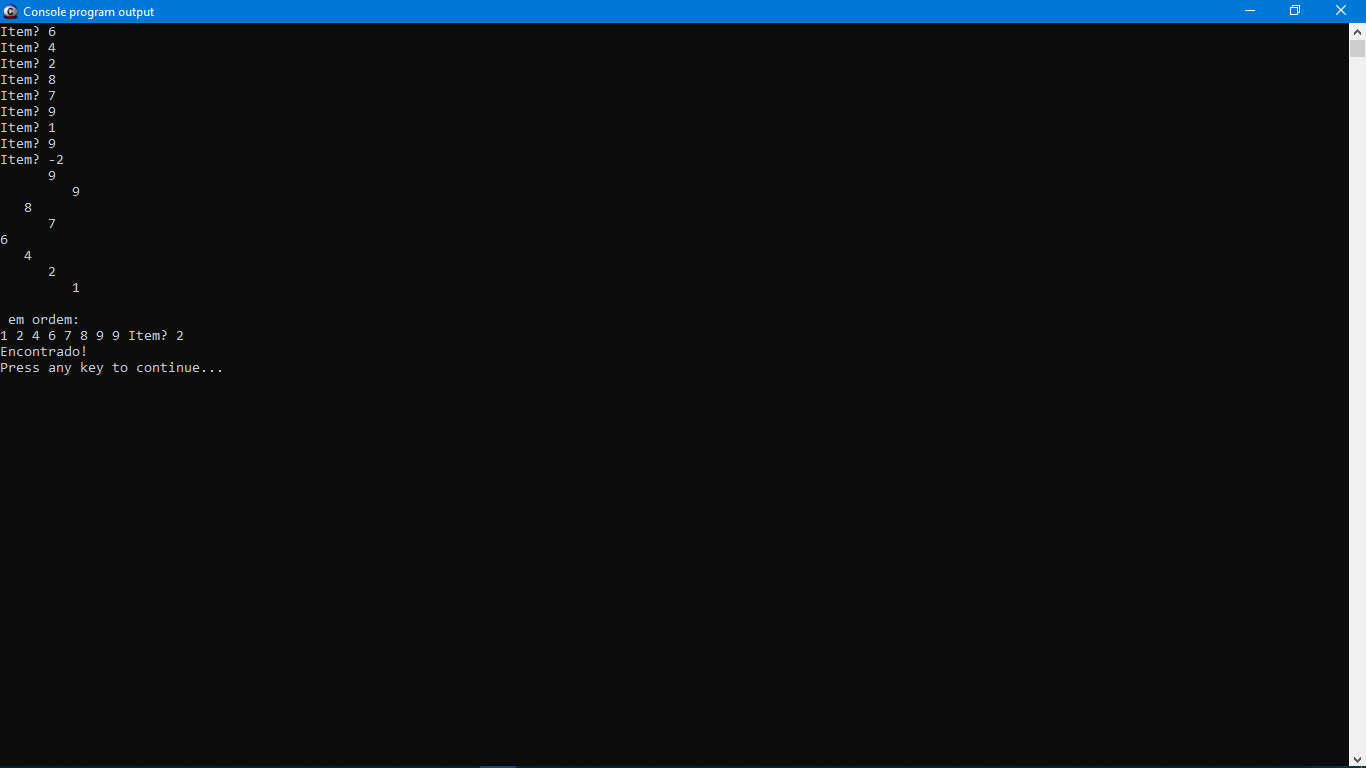 Console program output
Item? 6
Item? 4
Item? 2
Item? 8
Item? 7
Item? 9
Item? 1
Item? 9
Item? -2
      9
         9
   8
      7
6
   4
      2
         1

 em ordem:
1 2 4 6 7 8 9 9 Item? 2
Encontrado!
Press any key to continue...